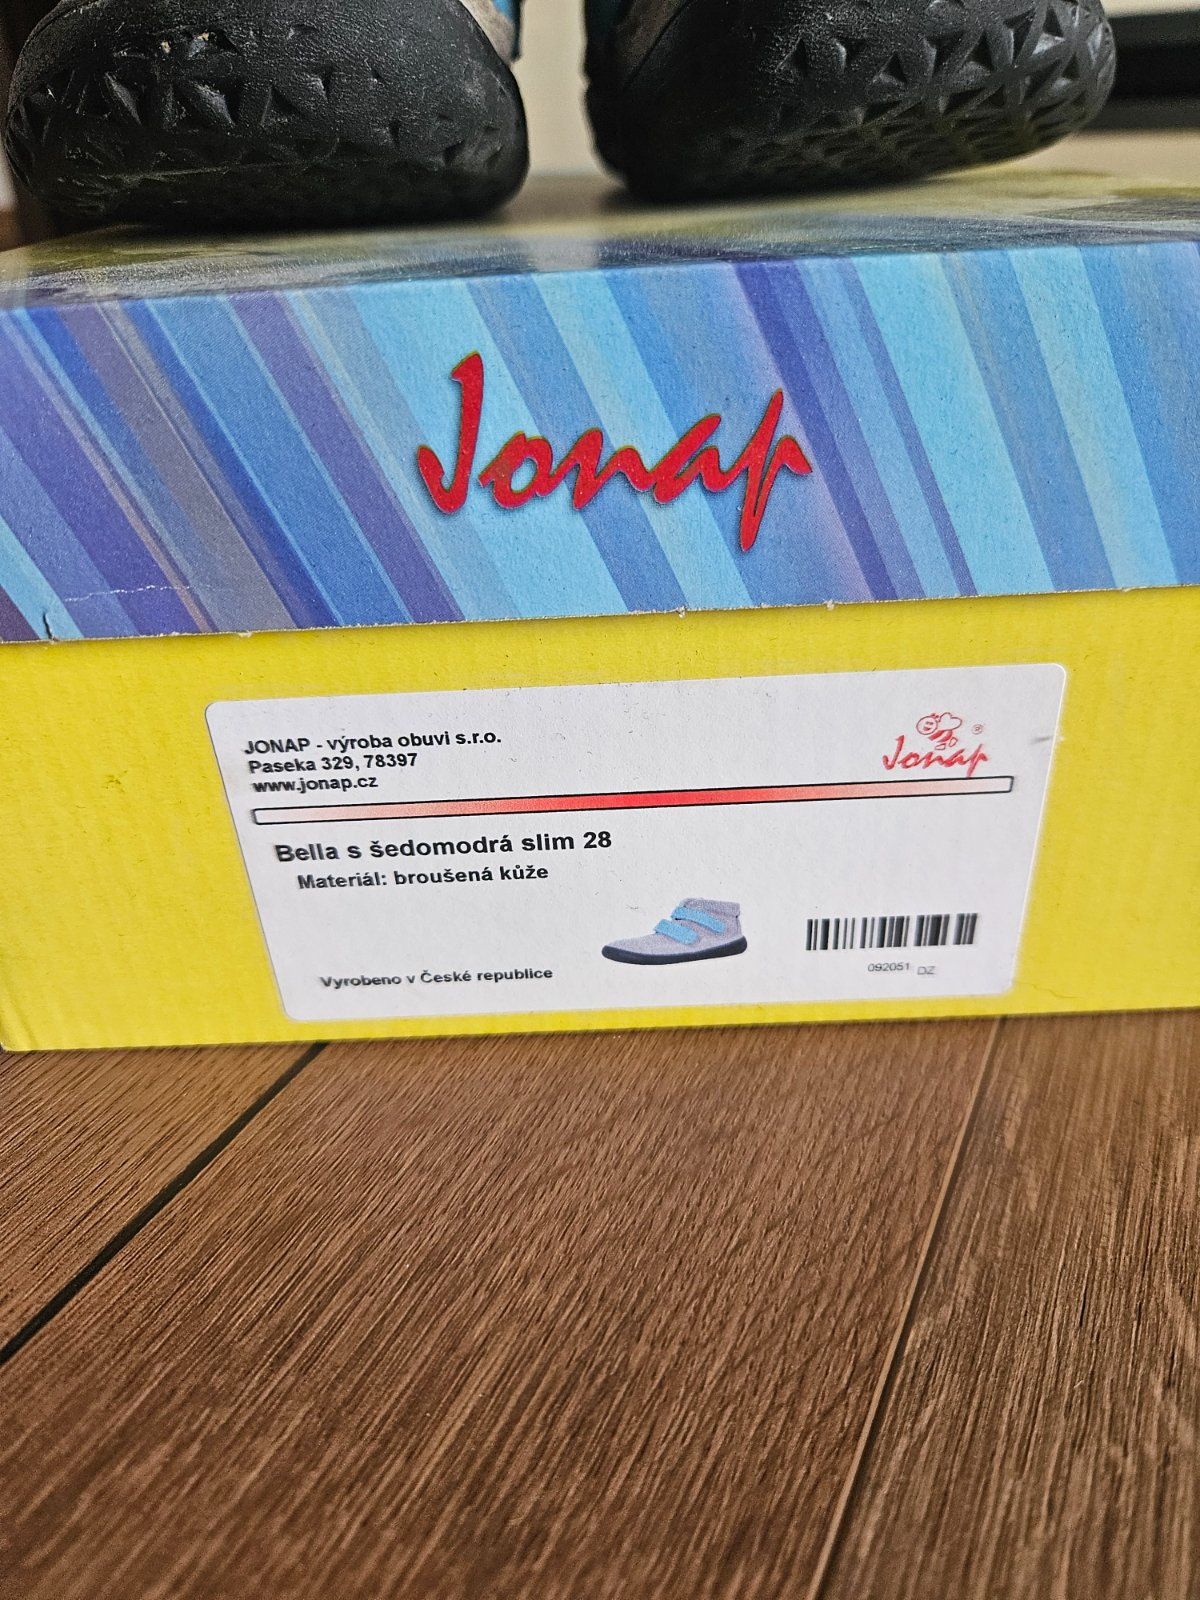 Jonap
JONAP - výroba obuvi s.r.o.
Paseka 329, 78397
www.jonap.cz
Jonap ®
Bella s šedomodrá slim 28
Materiál: broušená kůže
Vyrobeno v České republice
092051 DZ